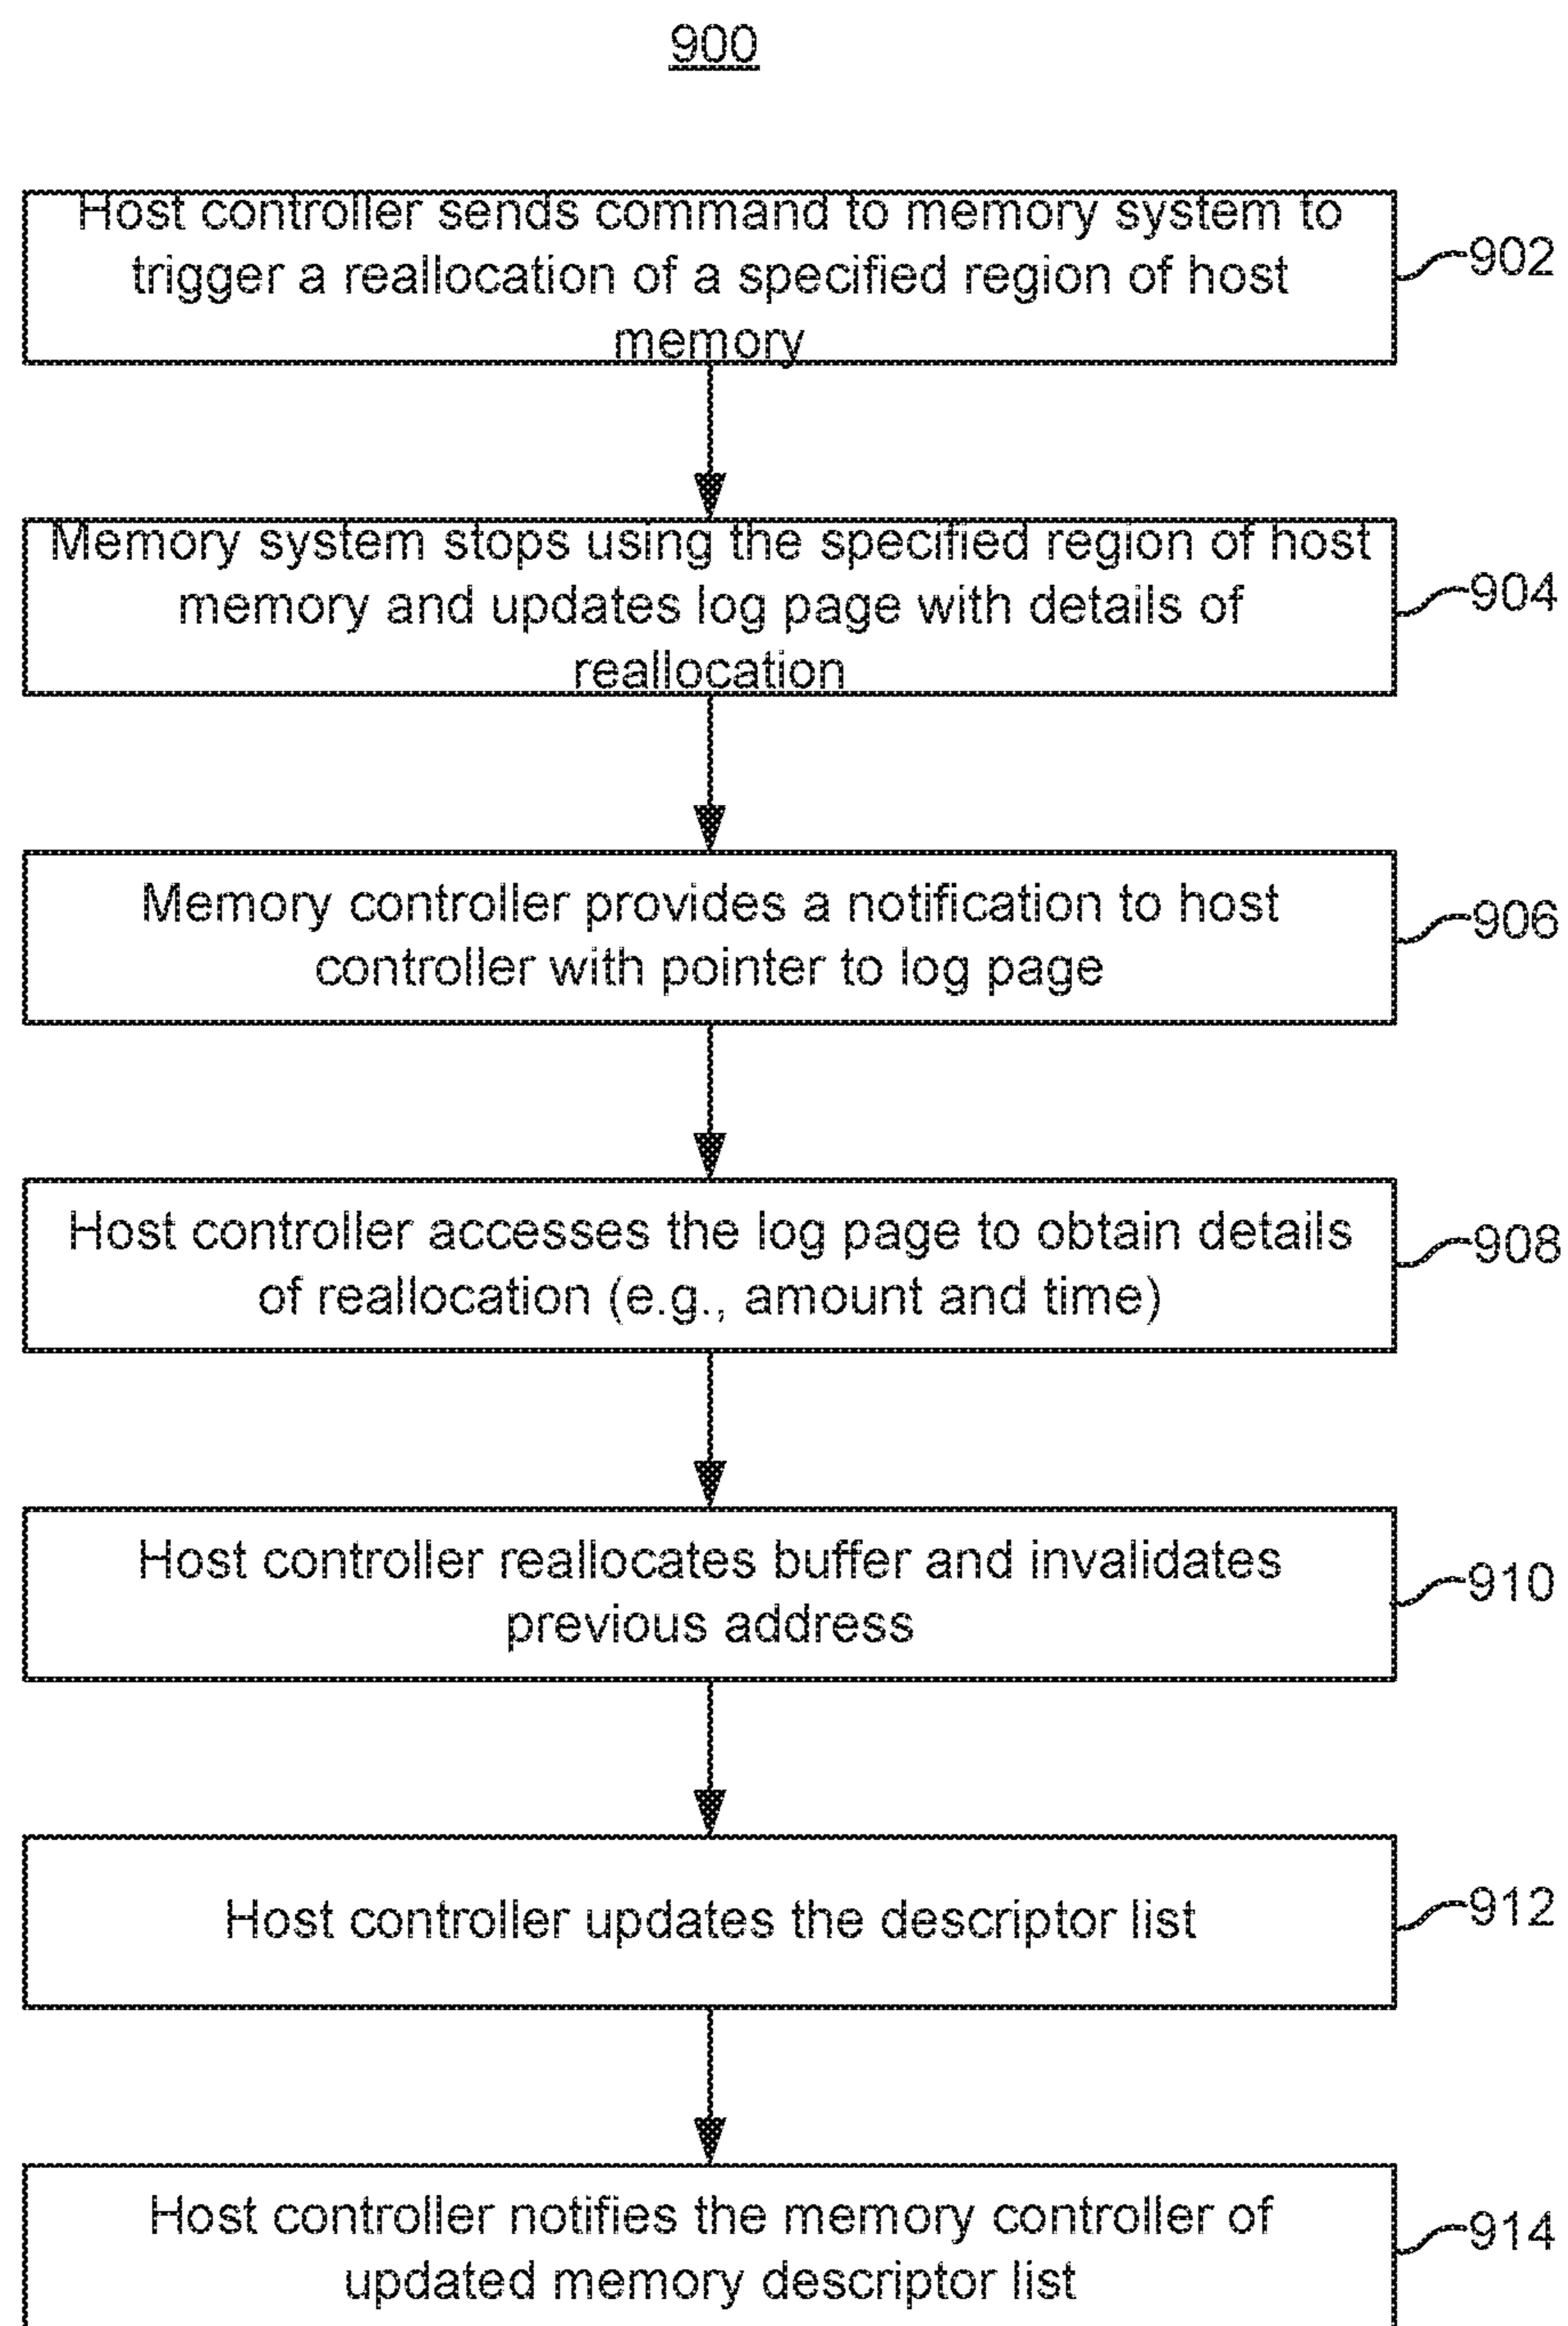 900
Host controller sends command to memory system to
trigger a reallocation of a specified region of host
memory
902
Memory system stops using the specified region of host
memory and updates log page with details of
reallocation
904
Memory controller provides a notification to host
controller with pointer to log page
906
Host controller accesses the log page to obtain details
of reallocation (e.g., amount and time)
908
Host controller reallocates buffer and invalidates
previous address
910
Host controller updates the descriptor list
912
Host controller notifies the memory controller of
updated memory descriptor list
914